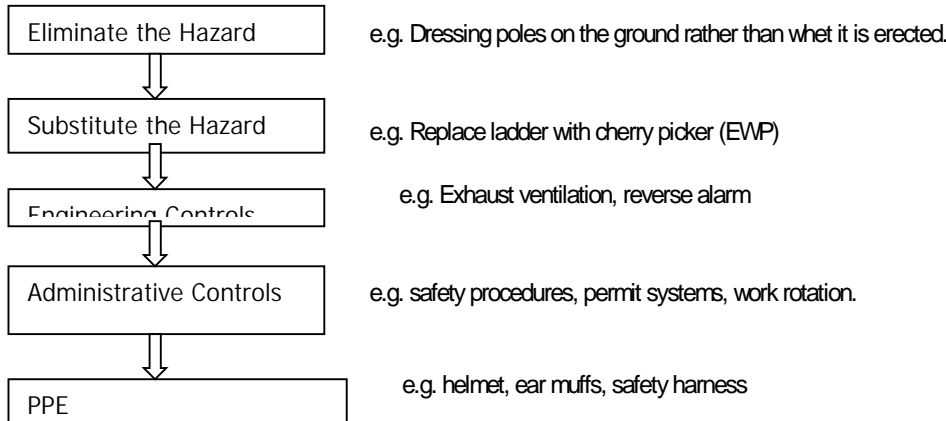 Eliminate the Hazard
e.g. Dressing poles on the ground rather than whet it is erected.
Substitute the Hazard
e.g. Replace ladder with cherry picker (EWP)
Engineering Controls
e.g. Exhaust ventilation, reverse alarm
Administrative Controls
e.g. safety procedures, permit systems, work rotation.
PPE
e.g. helmet, ear muffs, safety harness